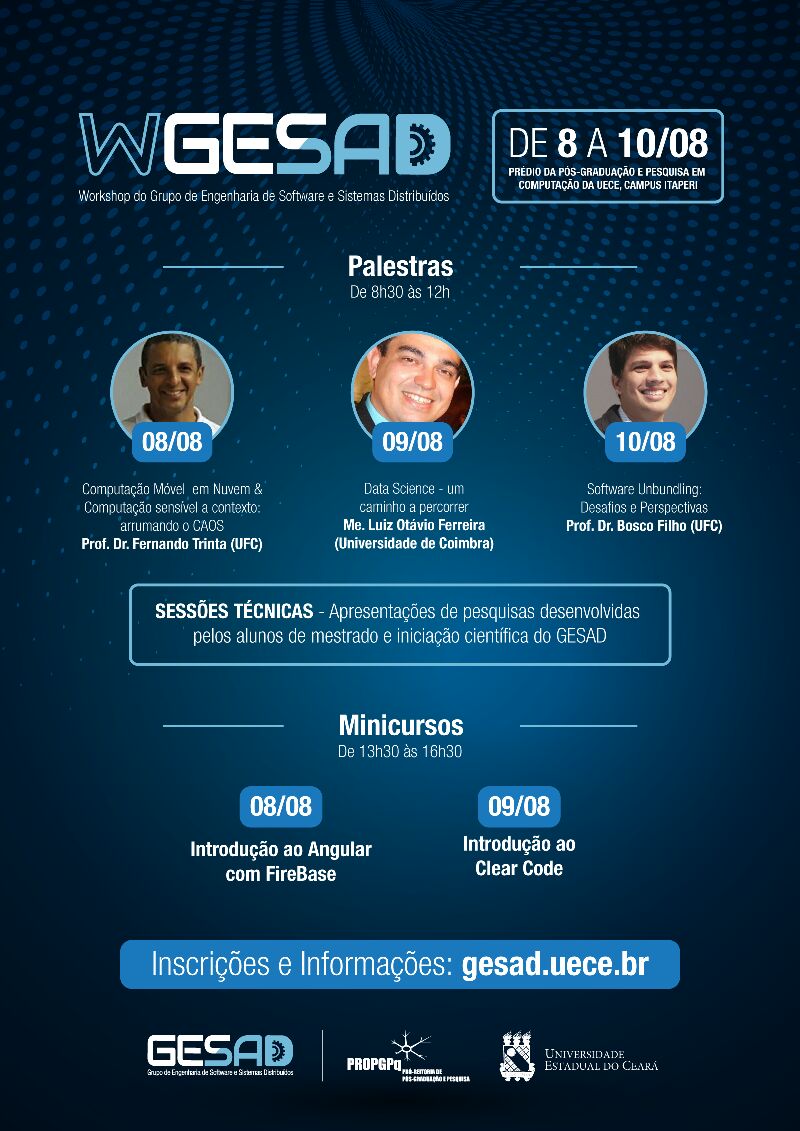 WGESAD
Workshop do Grupo de Engenharia de Software e Sistemas Distribuídos
DE 8 A 10/08
PRÉDIO DA PÓS-GRADUAÇÃO E PESQUISA EM
COMPUTAÇÃO DA UECE, CAMPUS ITAPERI
Palestras
De 8h30 às 12h
08/08
Computação Móvel em Nuvem &
Computação sensível a contexto:
arrumando o CAOS
Prof. Dr. Fernando Trinta (UFC)
09/08
Data Science - um
caminho a percorrer
Me. Luiz Otávio Ferreira
(Universidade de Coimbra)
10/08
Software Unbundling:
Desafios e Perspectivas
Prof. Dr. Bosco Filho (UFC)
SESSÕES TÉCNICAS - Apresentações de pesquisas desenvolvidas
pelos alunos de mestrado e iniciação científica do GESAD
Minicursos
De 13h30 às 16h30
08/08
Introdução ao Angular
com FireBase
09/08
Introdução ao
Clear Code
Inscrições e Informações: gesad.uece.br
GESAD
Grupo de Engenharia de Software e Sistemas Distribuídos
PROPGPq
PRÓ-REITORIA DE
PÓS-GRADUAÇÃO E PESQUISA
UNIVERSIDADE
ESTADUAL DO CEARÁ